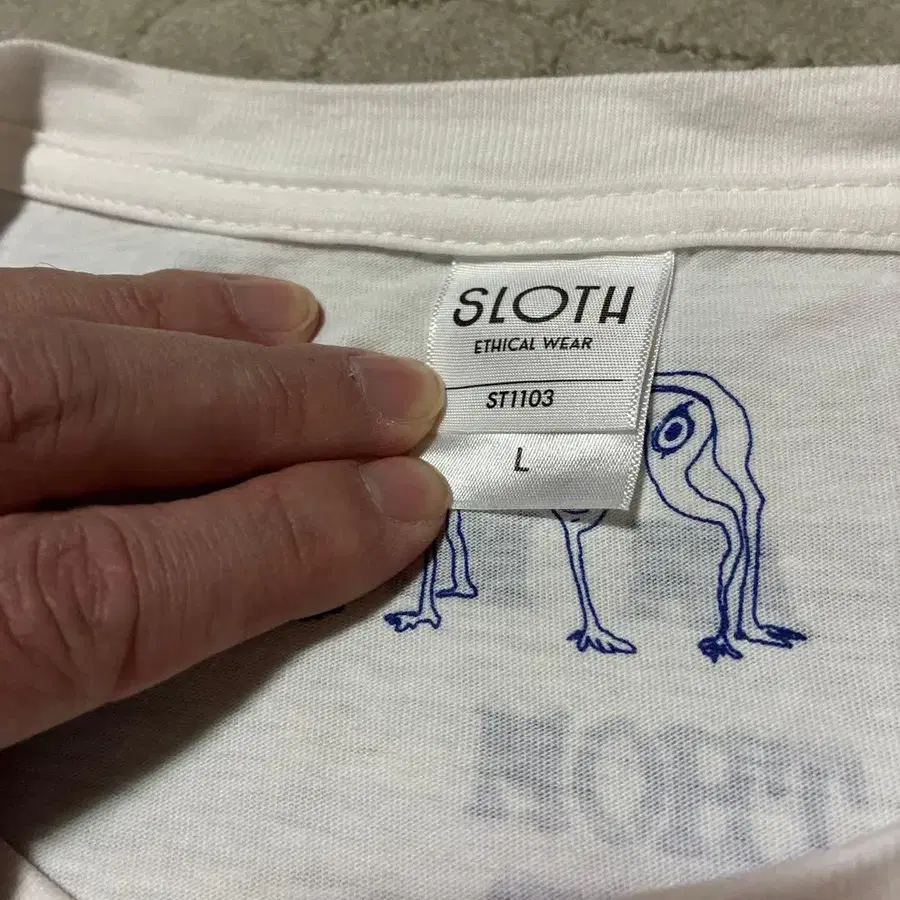 SLOTH
ETHICAL WEAR
ST1103
L